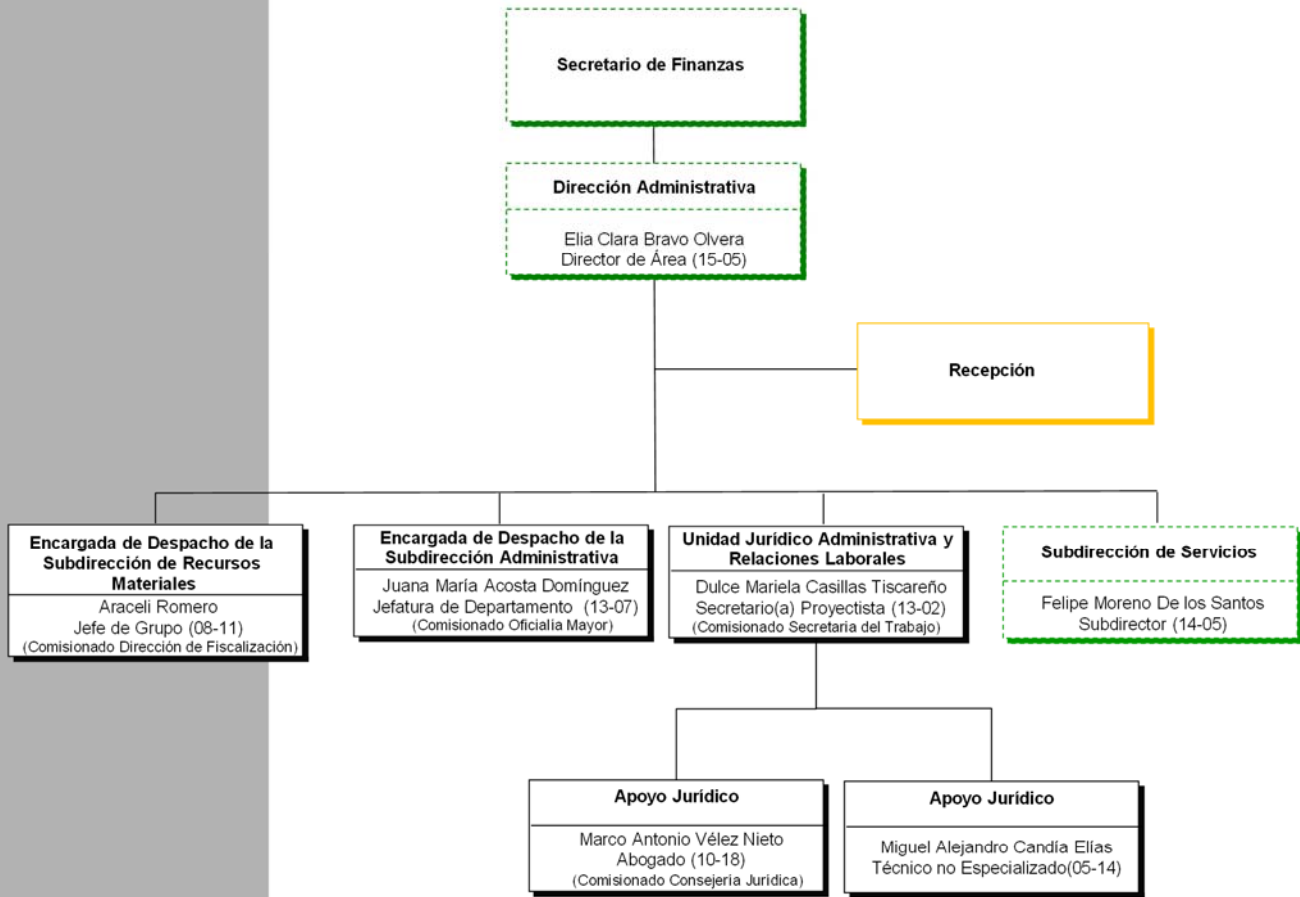 Secretario de Finanzas
Dirección Administrativa
Elia Clara Bravo Olvera
Director de Área (15-05)
Recepción
Encargada de Despacho de la
Subdirección de Recursos
Materiales
Araceli Romero
Jefe de Grupo (08-11)
(Comisionado Dirección de Fiscalización)
Encargada de Despacho de la
Subdirección Administrativa
Juana María Acosta Domínguez
Jefatura de Departamento (13-07)
(Comisionado Oficialia Mayor)
Unidad Jurídico Administrativa y
Relaciones Laborales
Dulce Mariela Casillas Tiscareño
Secretario(a) Proyectista (13-02)
(Comisionado Secretaria del Trabajo)
Subdirección de Servicios
Felipe Moreno De los Santos
Subdirector (14-05)
Apoyo Jurídico
Marco Antonio Vélez Nieto
Abogado (10-18)
(Comisionado Consejería Jurídica)
Apoyo Jurídico
Miguel Alejandro Candía Elías
Técnico no Especializado(05-14)